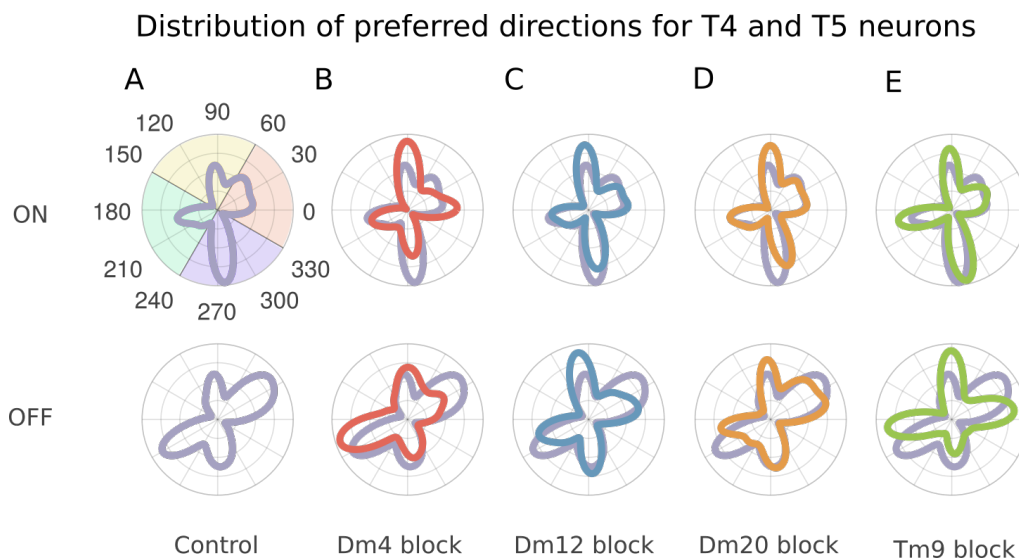 Distribution of preferred directions for T4 and T5 neurons
A B C D E
90
120 60
150 30
ON 180 0
210 330
240 300
270
OFF
Control Dm4 block Dm12 block Dm20 block Tm9 block